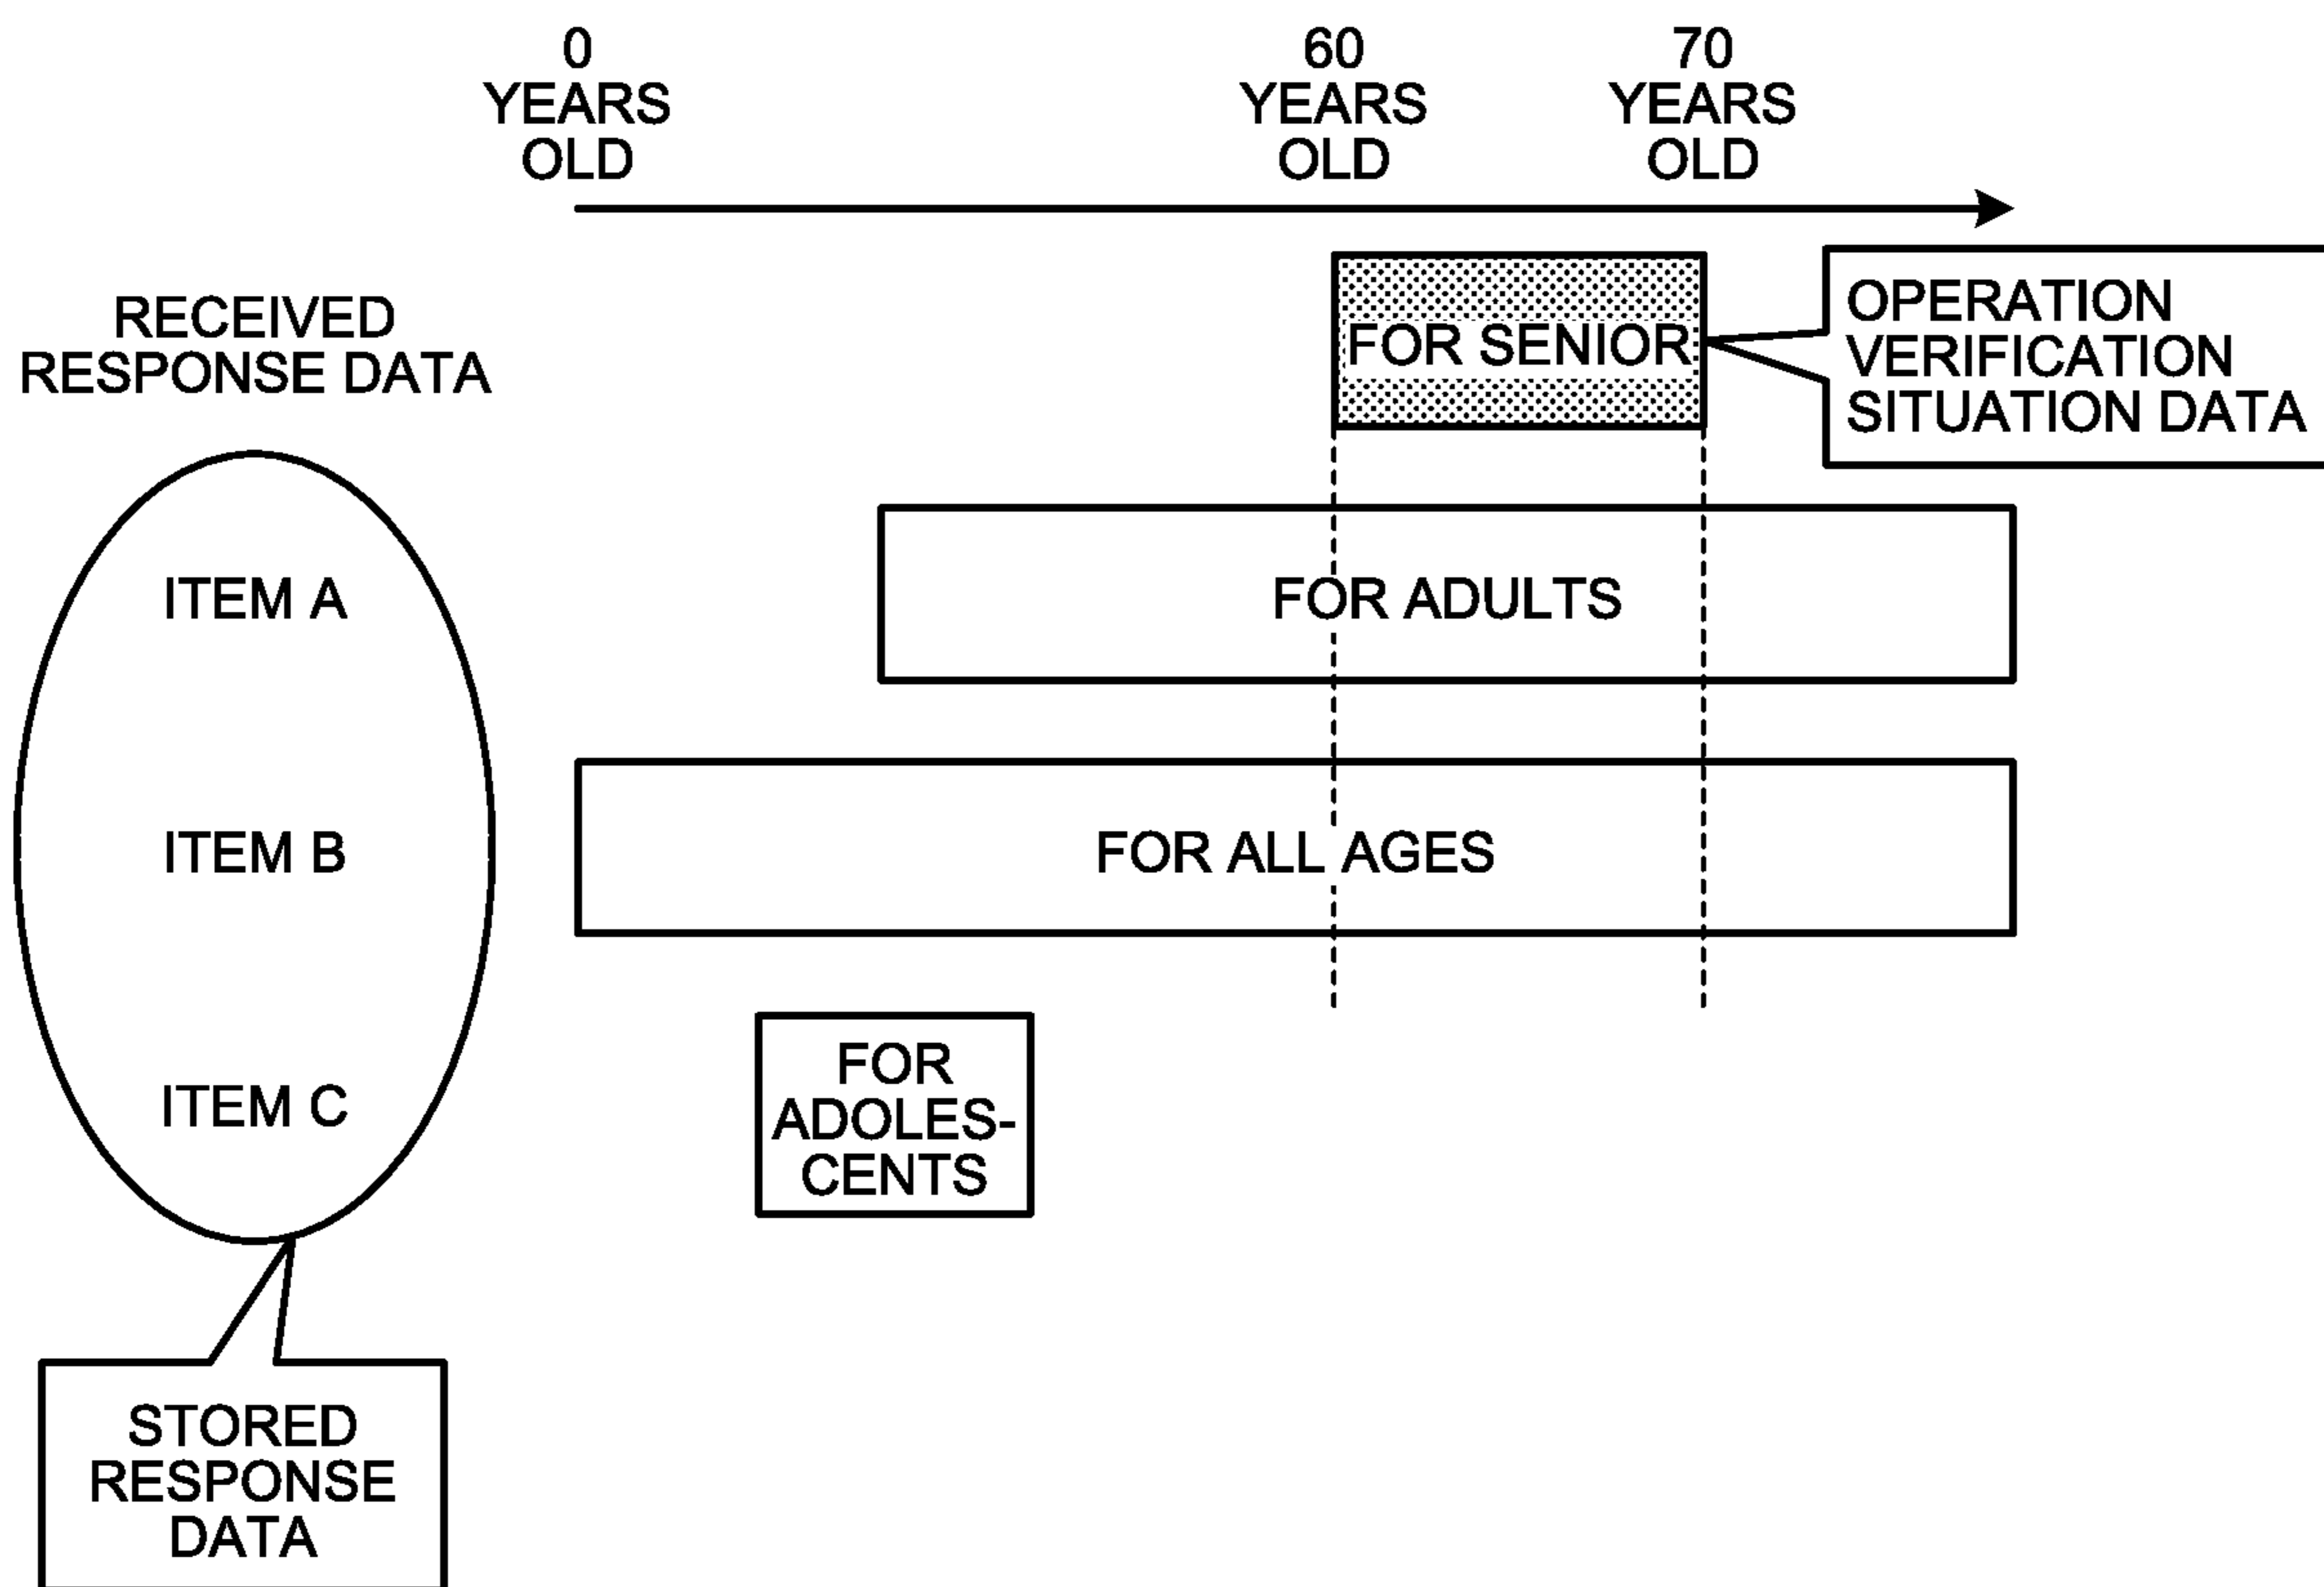 0
YEARS
OLD
60
YEARS
OLD
70
YEARS
OLD
RECEIVED
RESPONSE DATA
FOR SENIOR
OPERATION
VERIFICATION
SITUATION DATA
ITEM A
FOR ADULTS
ITEM B
FOR ALL AGES
ITEM C
FOR
ADOLES-
CENTS
STORED
RESPONSE
DATA